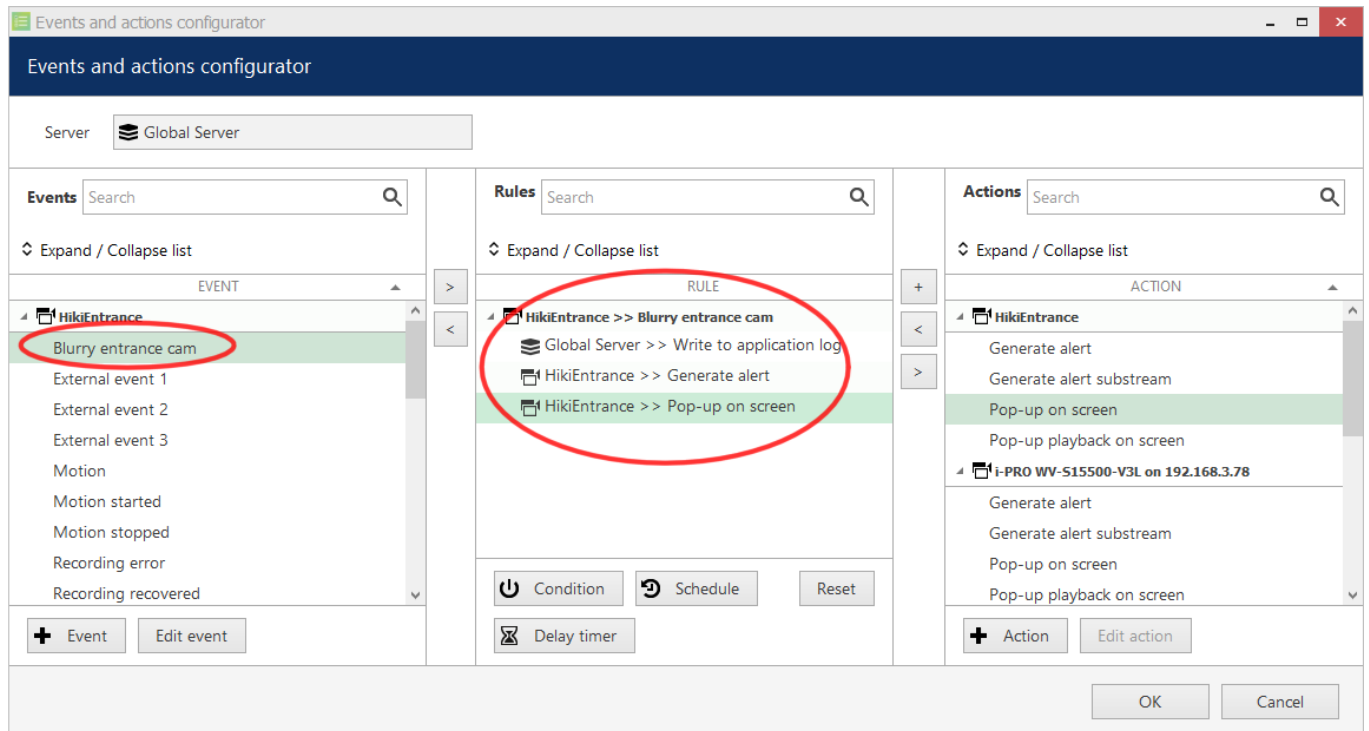 Events and actions configurator
Events and actions configurator
Server Global Server
Events Search
Expand / Collapse list
EVENT
HikiEntrance
Blurry entrance cam
External event 1
External event 2
External event 3
Motion
Motion started
Motion stopped
Recording error
Recording recovered
+ Event Edit event
>
<
Rules Search
Expand / Collapse list
RULE
HikiEntrance >> Blurry entrance cam
Global Server >> Write to application log
HikiEntrance >> Generate alert
HikiEntrance >> Pop-up on screen
Condition Schedule Reset
Delay timer
+
<
>
Actions Search
Expand / Collapse list
ACTION
HikiEntrance
Generate alert
Generate alert substream
Pop-up on screen
Pop-up playback on screen
i-PRO WV-S15500-V3L on 192.168.3.78
Generate alert
Generate alert substream
Pop-up on screen
Pop-up playback on screen
+ Action Edit action
OK Cancel